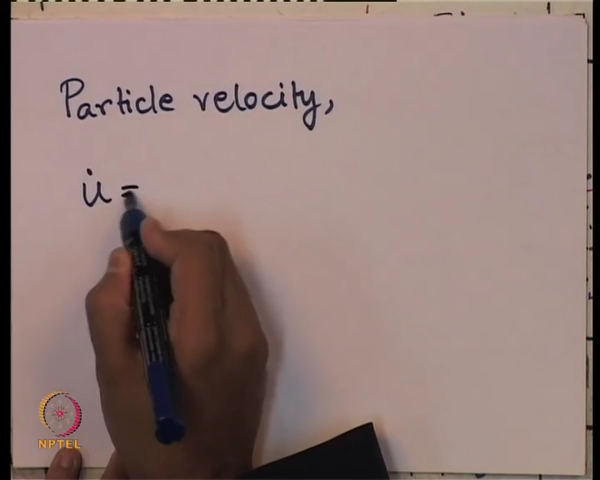 Particle velocity,
u̇ =
NPTEL